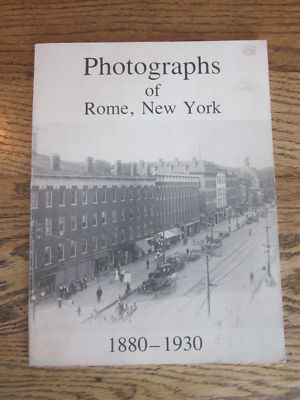 Photographs
of
Rome, New York
1880–1930